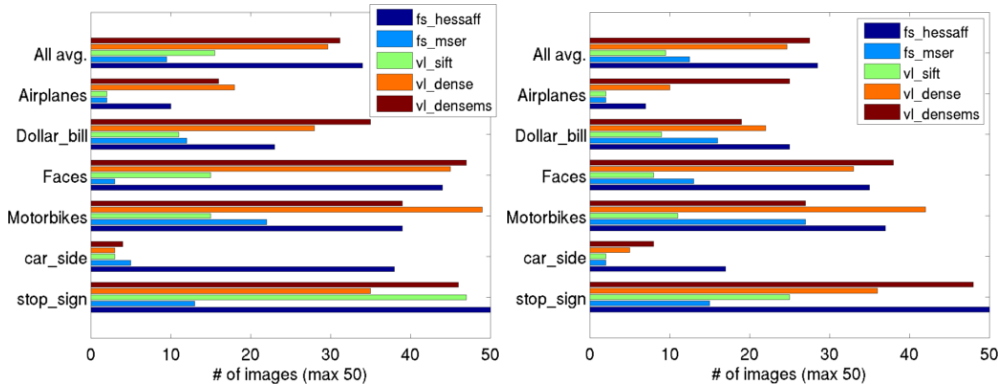 fs_hessaff
fs_mser
vl_sift
vl_dense
vl_densems
All avg.
Airplanes
Dollar_bill
Faces
Motorbikes
car_side
stop_sign
0 10 20 30 40 50
# of images (max 50)
fs_hessaff
fs_mser
vl_sift
vl_dense
vl_densems
All avg.
Airplanes
Dollar_bill
Faces
Motorbikes
car_side
stop_sign
0 10 20 30 40 50
# of images (max 50)